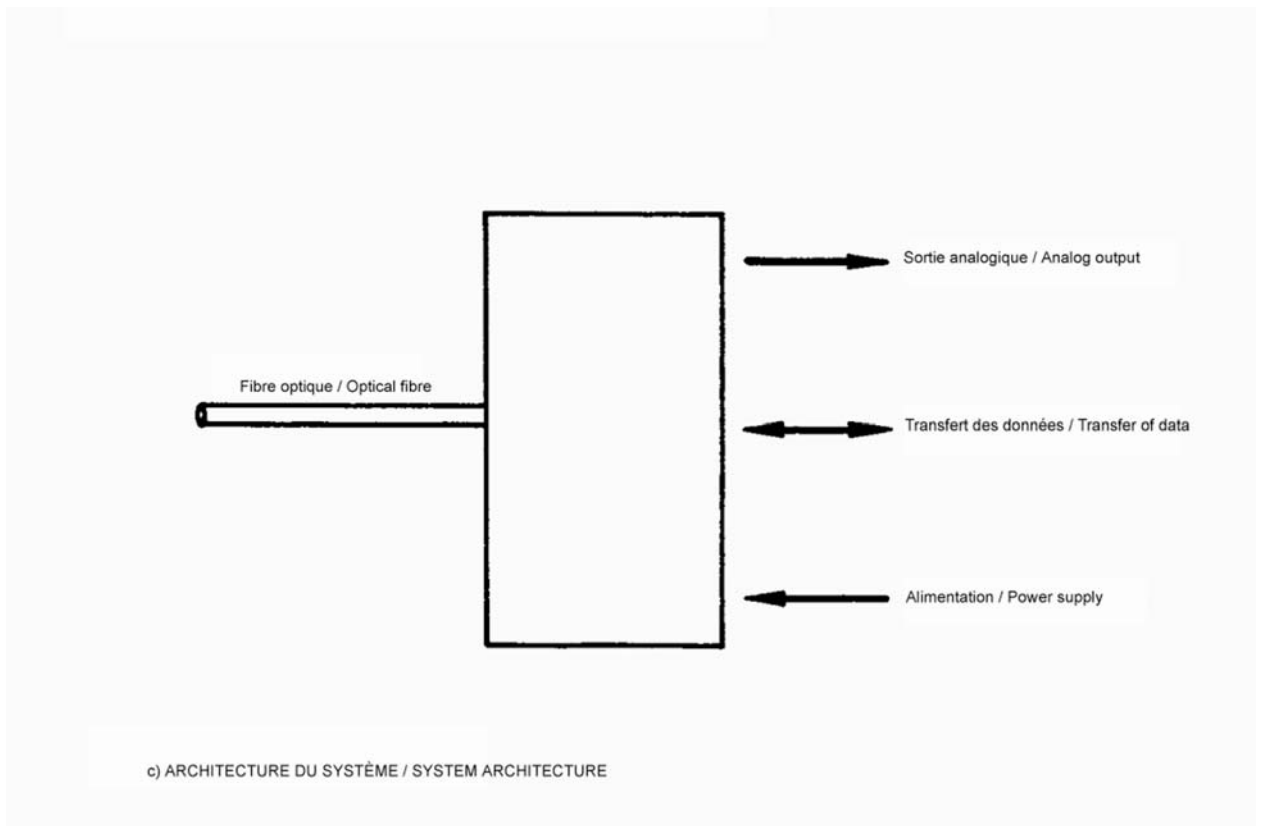 Sortie analogique / Analog output
Fibre optique / Optical fibre
Transfert des données / Transfer of data
Alimentation / Power supply
c) ARCHITECTURE DU SYSTÈME / SYSTEM ARCHITECTURE